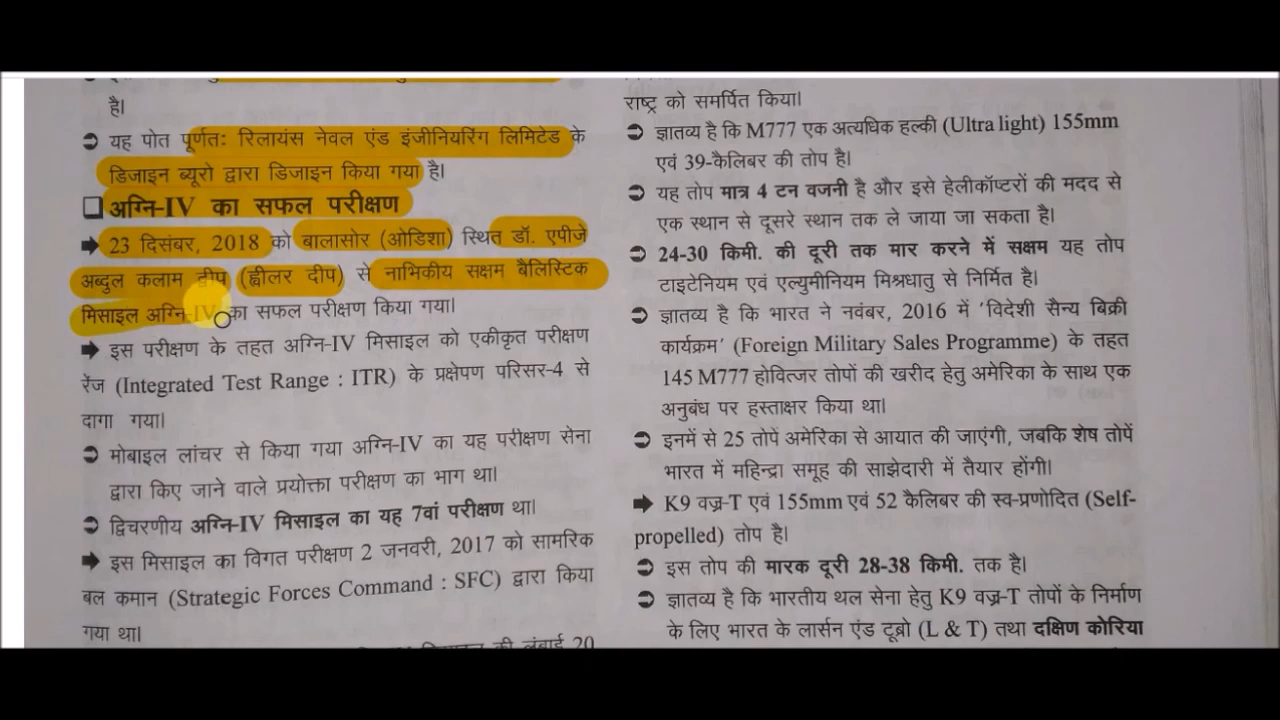 है।
➲ यह पोत पूर्णतः रिलायंस नेवल एंड इंजीनियरिंग लिमिटेड के
डिजाइन ब्यूरो द्वारा डिजाइन किया गया है।
❑ अग्नि-IV का सफल परीक्षण
➡ 23 दिसंबर, 2018 को बालासोर (ओडिशा) स्थित डॉ. एपीजे
अब्दुल कलाम द्वीप (ह्वीलर दीप) से नाभिकीय सक्षम बैलिस्टिक
मिसाइल अग्नि-IV का सफल परीक्षण किया गया।
➡ इस परीक्षण के तहत अग्नि-IV मिसाइल को एकीकृत परीक्षण
रेंज (Integrated Test Range : ITR) के प्रक्षेपण परिसर-4 से
दागा गया।
➲ मोबाइल लांचर से किया गया अग्नि-IV का यह परीक्षण सेना
द्वारा किए जाने वाले प्रयोक्ता परीक्षण का भाग था।
➲ द्विचरणीय अग्नि-IV मिसाइल का यह 7वां परीक्षण था।
➡ इस मिसाइल का विगत परीक्षण 2 जनवरी, 2017 को सामरिक
बल कमान (Strategic Forces Command : SFC) द्वारा किया
गया था।
की लंबाई 20
राष्ट्र को समर्पित किया।
➲ ज्ञातव्य है कि M777 एक अत्यधिक हल्की (Ultra light) 155mm
एवं 39-कैलिबर की तोप है।
➲ यह तोप मात्र 4 टन वजनी है और इसे हेलीकॉप्टरों की मदद से
एक स्थान से दूसरे स्थान तक ले जाया जा सकता है।
➲ 24-30 किमी. की दूरी तक मार करने में सक्षम यह तोप
टाइटेनियम एवं एल्युमीनियम मिश्रधातु से निर्मित है।
➲ ज्ञातव्य है कि भारत ने नवंबर, 2016 में 'विदेशी सैन्य बिक्री
कार्यक्रम' (Foreign Military Sales Programme) के तहत
145 M777 होवित्जर तोपों की खरीद हेतु अमेरिका के साथ एक
अनुबंध पर हस्ताक्षर किया था।
➲ इनमें से 25 तोपें अमेरिका से आयात की जाएंगी, जबकि शेष तोपें
भारत में महिन्द्रा समूह की साझेदारी में तैयार होंगी।
➡ K9 वज्र-T एवं 155mm एवं 52 कैलिबर की स्व-प्रणोदित (Self-
propelled) तोप है।
➲ इस तोप की मारक दूरी 28-38 किमी. तक है।
➲ ज्ञातव्य है कि भारतीय थल सेना हेतु K9 वज्र-T तोपों के निर्माण
के लिए भारत के लार्सन एंड टूब्रो (L & T) तथा दक्षिण कोरिया